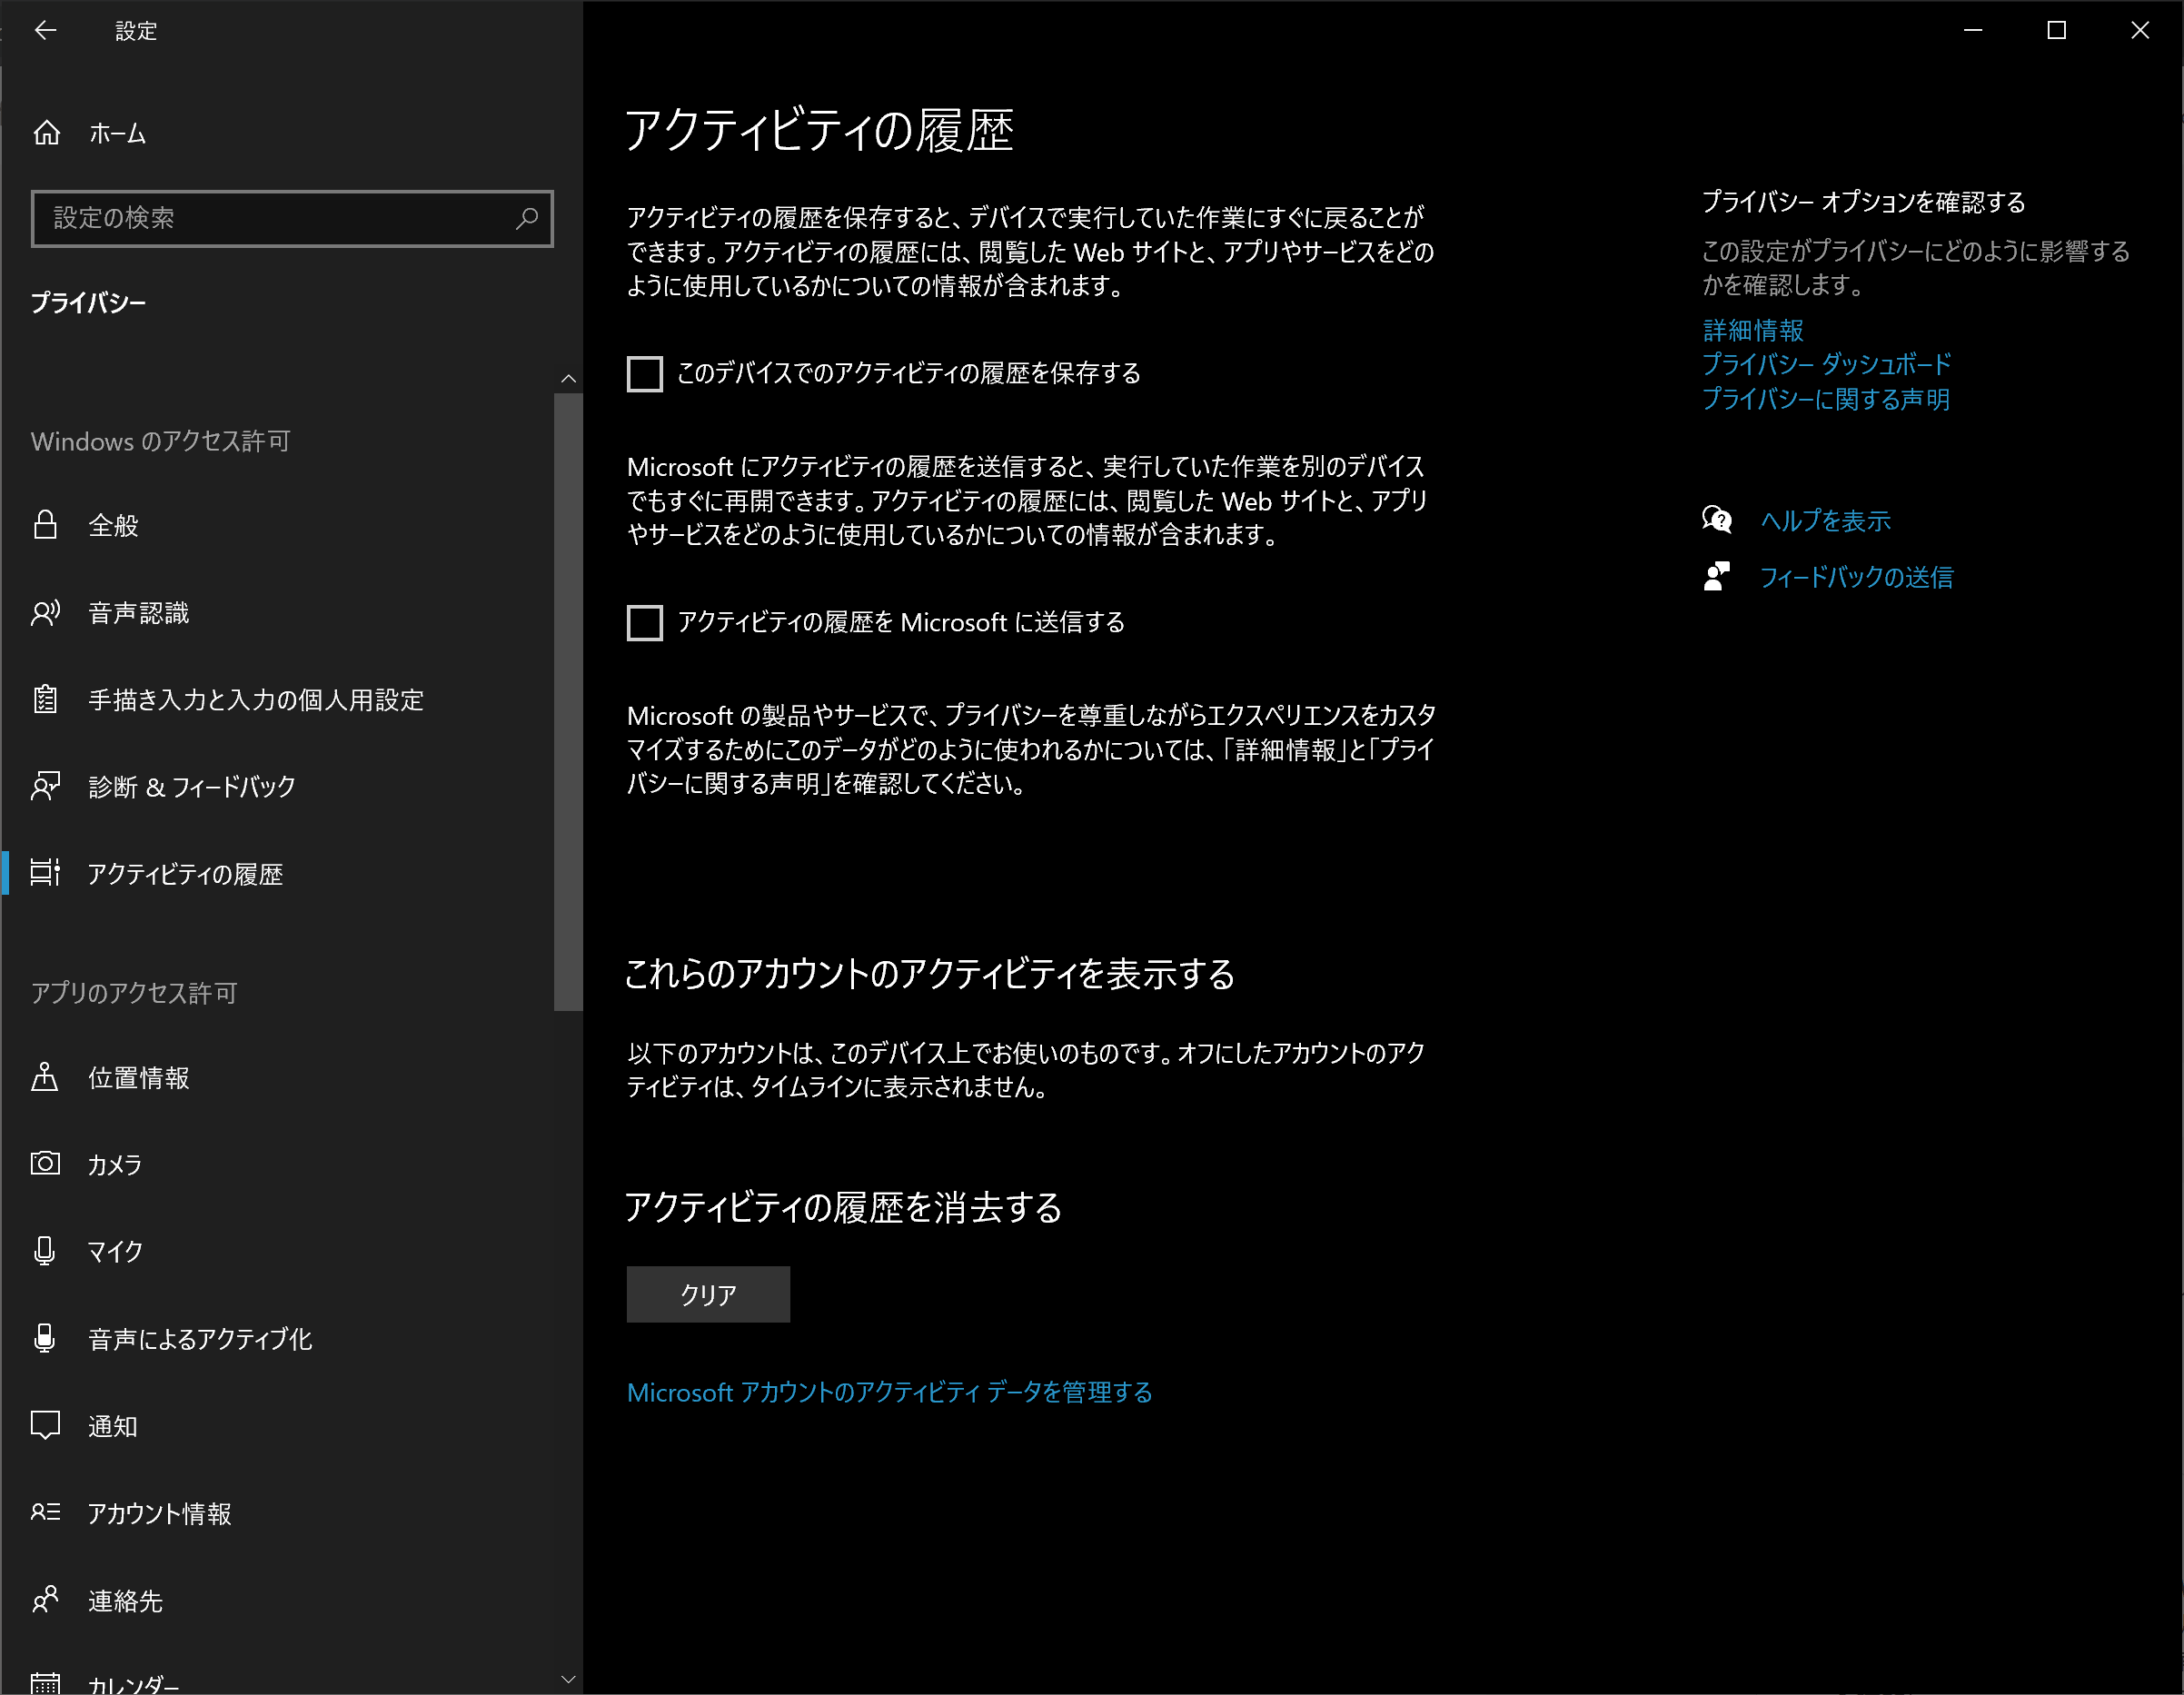 設定
ホーム
設定の検索
プライバシー
Windows のアクセス許可
全般
音声認識
手描き入力と入力の個人用設定
診断 & フィードバック
アクティビティの履歴
アプリのアクセス許可
位置情報
カメラ
マイク
音声によるアクティブ化
通知
アカウント情報
連絡先
カレンダー
アクティビティの履歴
アクティビティの履歴を保存すると、デバイスで実行していた作業にすぐに戻ることが
できます。アクティビティの履歴には、閲覧した Web サイトと、アプリやサービスをどの
ように使用しているかについての情報が含まれます。
このデバイスでのアクティビティの履歴を保存する
Microsoft にアクティビティの履歴を送信すると、実行していた作業を別のデバイス
でもすぐに再開できます。アクティビティの履歴には、閲覧した Web サイトと、アプリ
やサービスをどのように使用しているかについての情報が含まれます。
アクティビティの履歴を Microsoft に送信する
Microsoft の製品やサービスで、プライバシーを尊重しながらエクスペリエンスをカスタ
マイズするためにこのデータがどのように使われるかについては、「詳細情報」と「プライ
バシーに関する声明」を確認してください。
これらのアカウントのアクティビティを表示する
以下のアカウントは、このデバイス上でお使いのものです。オフにしたアカウントのアク
ティビティは、タイムラインに表示されません。
アクティビティの履歴を消去する
クリア
Microsoft アカウントのアクティビティ データを管理する
プライバシー オプションを確認する
この設定がプライバシーにどのように影響する
かを確認します。
詳細情報
プライバシー ダッシュボード
プライバシーに関する声明
ヘルプを表示
フィードバックの送信